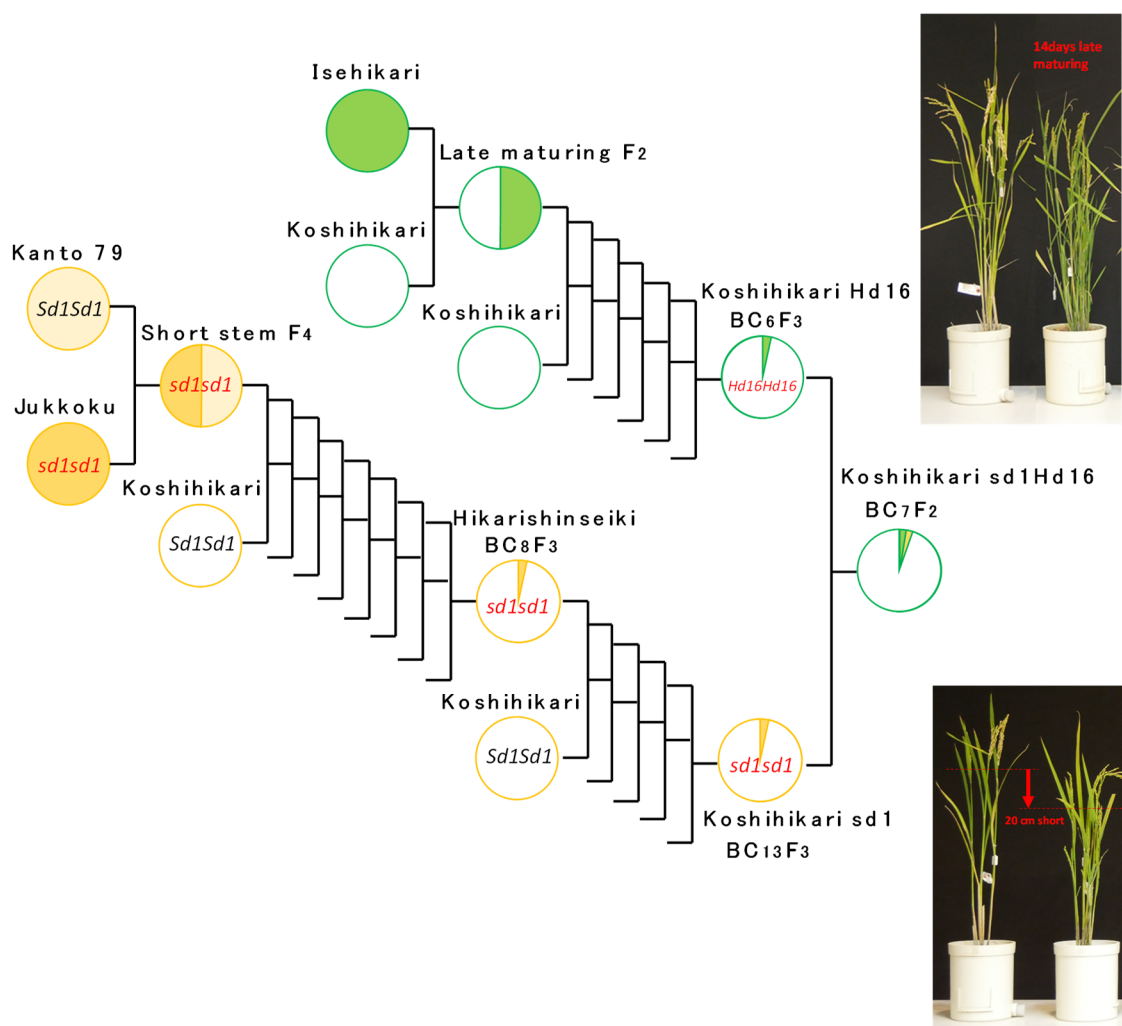 Isehikari
Late maturing F2
Koshihikari
Kanto 79
Sd1Sd1
Short stem F4
sd1sd1
Jukkoku
sd1sd1
Koshihikari
Sd1Sd1
Koshihikari
Koshihikari Hd16
BC6F3
Hd16Hd16
Hikarishinseiki
BC8F3
sd1sd1
Koshihikari
Sd1Sd1
sd1sd1
Koshihikari sd1
BC13F3
Koshihikari sd1Hd16
BC7F2
14days late
maturing
20 cm short